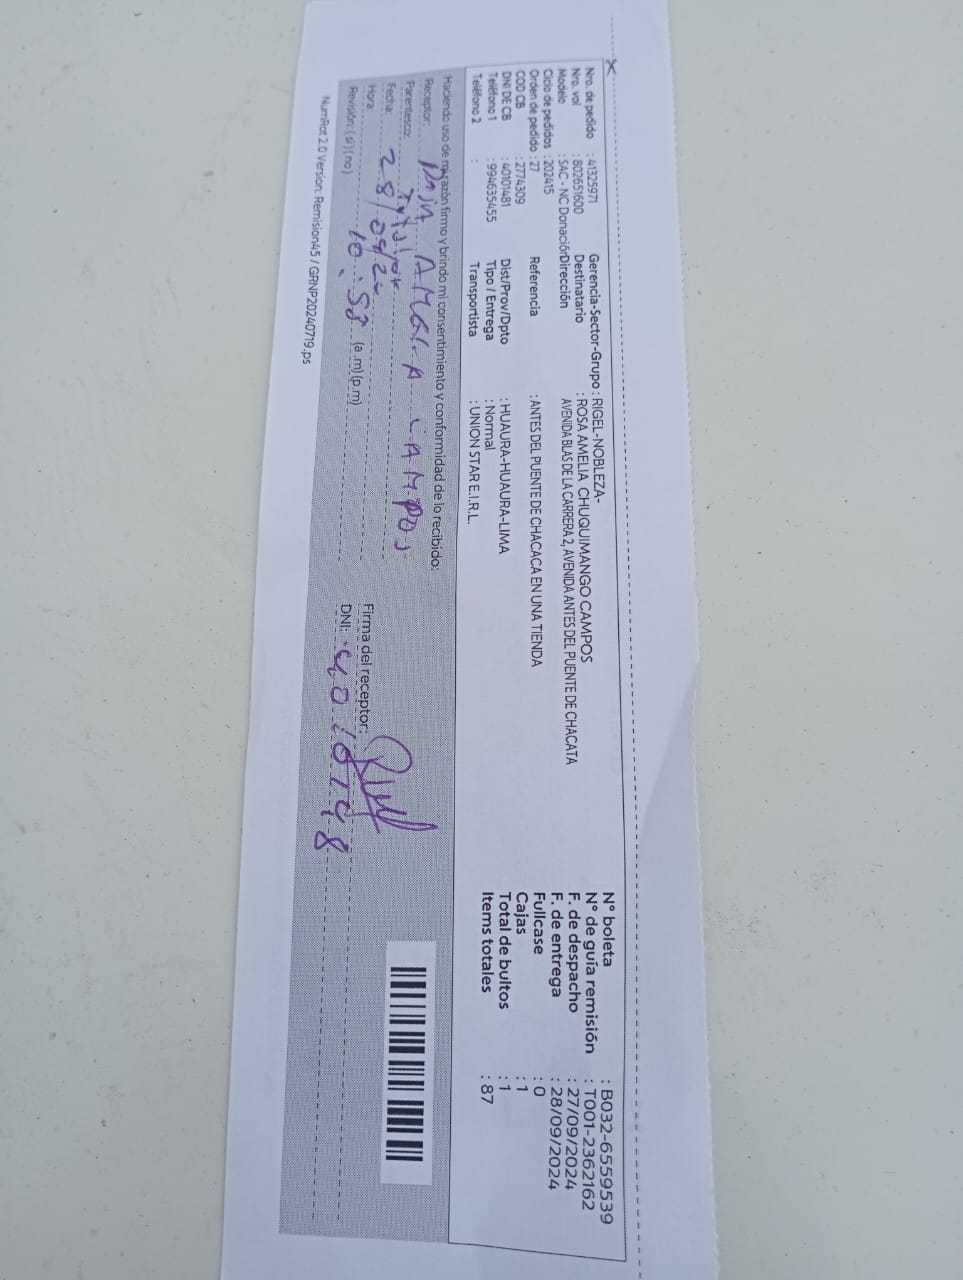 Nro. de pedido : 41325971
Nro. vol : 802651600
Modelo : SAC - NC Donación
Ciclo de pedidos : 202415
Orden de pedido : 27
COD CB : 2774309
DNI DE CB : 40101481
Teléfono 1 : 994635455
Teléfono 2 :
Gerencia-Sector-Grupo : RIGEL-NOBLEZA-
Destinatario : ROSA AMELIA CHUQUIMANGO CAMPOS
Dirección AVENIDA BLAS DE LA CARRERA 2, AVENIDA ANTES DEL PUENTE DE CHACATA
Referencia : ANTES DEL PUENTE DE CHACACA EN UNA TIENDA
Dist/Prov/Dpto : HUAURA-HUAURA-LIMA
Tipo / Entrega : Normal
Transportista : UNION STAR E.I.R.L.
N° boleta : B032-6559539
N° de guía remisión : T001-2362162
F. de despacho : 27/09/2024
F. de entrega : 28/09/2024
Fullcase : 0
Cajas : 1
Total de bultos : 1
Items totales : 87
Haciendo uso de mi razón firmo y brindo mi consentimiento y conformidad de lo recibido:
Receptor: AMELIA CAMPOS
Parentesco: Titular
Fecha: 28/09/24
Hora: 10:58 (a .m) (p.m)
Revisión: ( si ) ( no )
Firma del receptor:
DNI:
NumRot 2.0 Version: Remision45 / GRNP20240719.ps